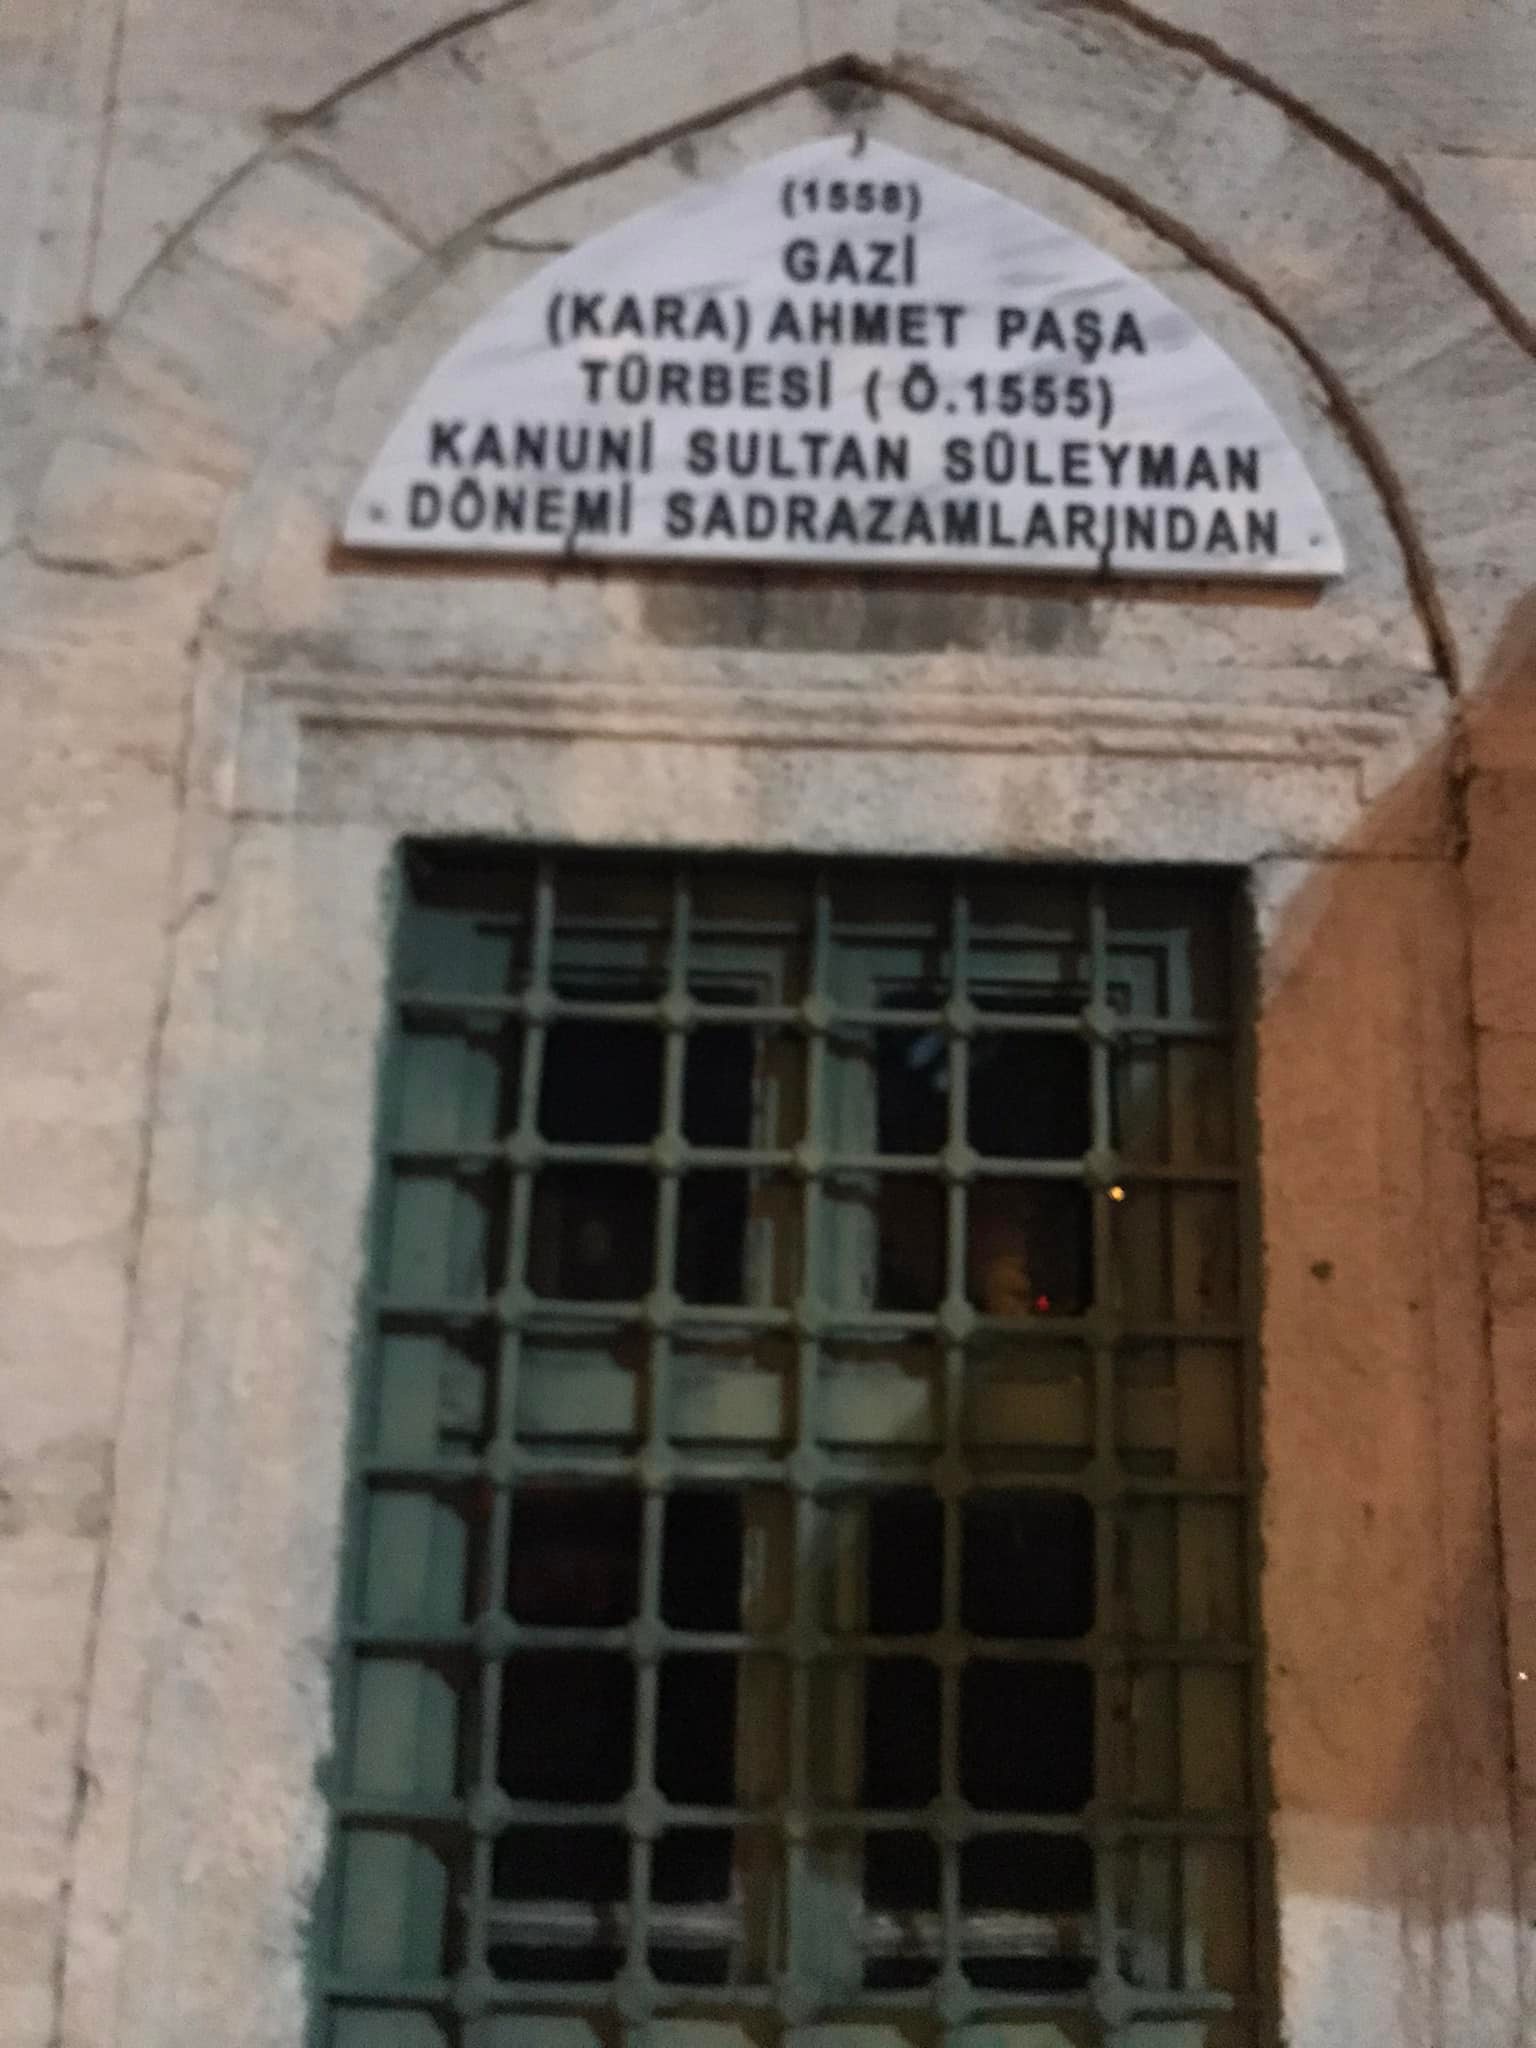 (1558)
GAZİ
(KARA) AHMET PAŞA
TÜRBESİ (Ö.1555)
KANUNİ SULTAN SÜLEYMAN
DÖNEMİ SADRAZAMLARINDAN